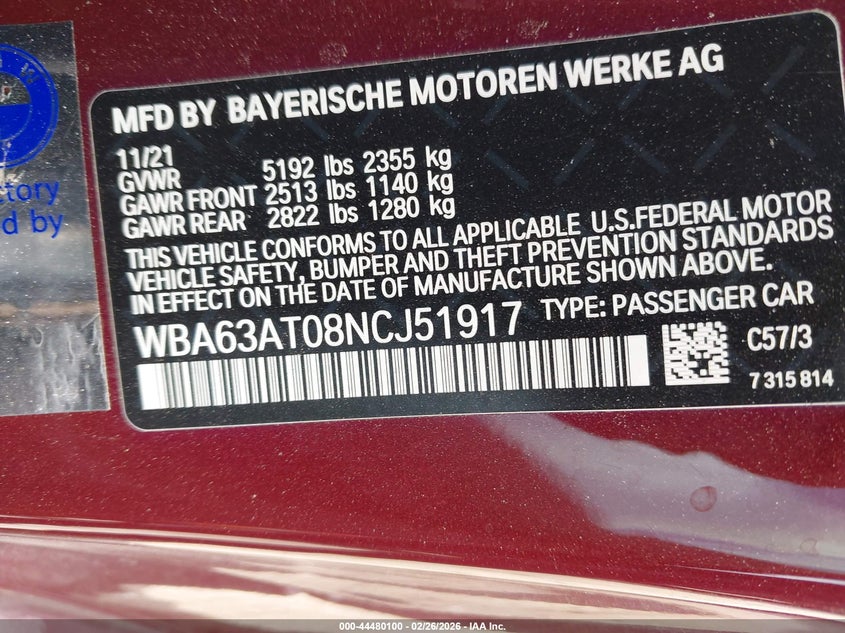 MFD BY BAYERISCHE MOTOREN WERKE AG
11/21
GVWR 5192 lbs 2355 kg
GAWR FRONT 2513 lbs 1140 kg
GAWR REAR 2822 lbs 1280 kg
THIS VEHICLE CONFORMS TO ALL APPLICABLE U.S.FEDERAL MOTOR
VEHICLE SAFETY, BUMPER AND THEFT PREVENTION STANDARDS
IN EFFECT ON THE DATE OF MANUFACTURE SHOWN ABOVE.
WBA63AT08NCJ51917 TYPE: PASSENGER CAR
C57/3
7 315 814
d by
000-44480100 - 02/26/2026 - IAA Inc.